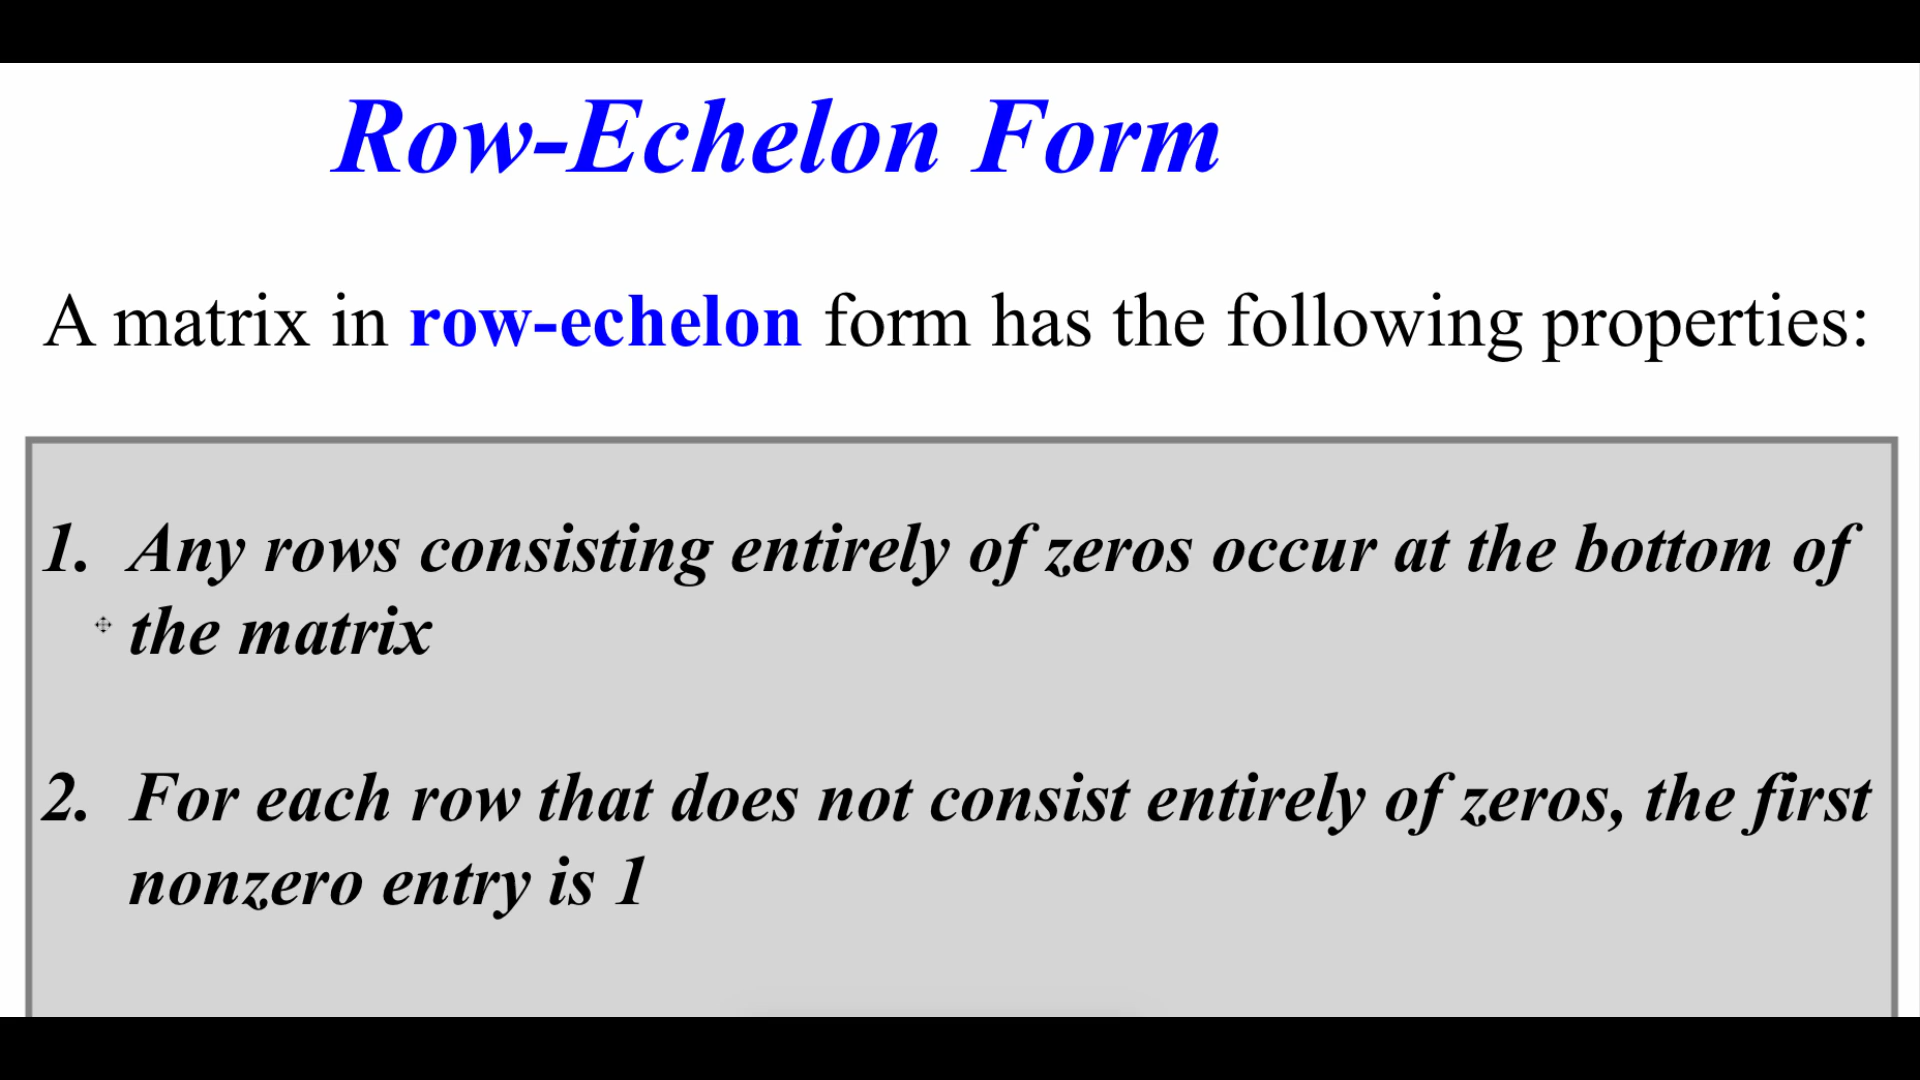 Row-Echelon Form
A matrix in row-echelon form has the following properties:
1. Any rows consisting entirely of zeros occur at the bottom of
the matrix
2. For each row that does not consist entirely of zeros, the first
nonzero entry is 1